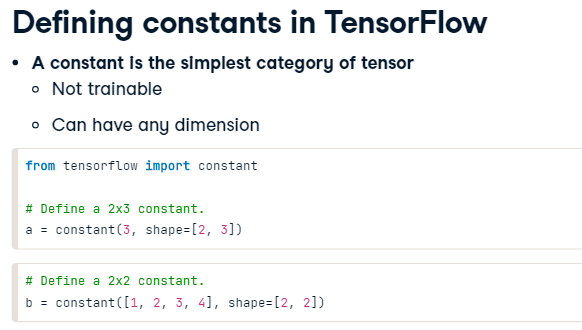 Defining constants in TensorFlow
• A constant is the simplest category of tensor
○ Not trainable
○ Can have any dimension
from tensorflow import constant
# Define a 2x3 constant.
a = constant(3, shape=[2, 3])
# Define a 2x2 constant.
b = constant([1, 2, 3, 4], shape=[2, 2])